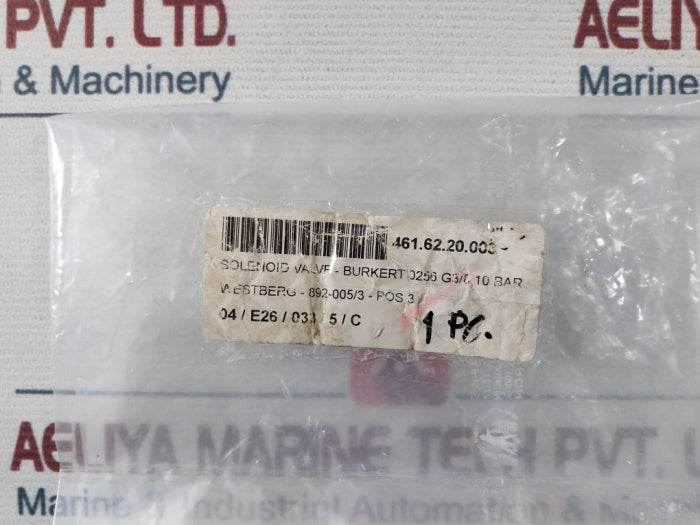 PVT. LTD.
AELIY
& Machinery
Marine
461.62.20.003
SOLENOID VALVE - BURKERT 0256 G3/8 10 BAR
WESTBERG - 892-005/3 - POS 3
04 / E26 / 033 / 5 / C
1 PC.
AELIYA MARINE TECH PVT. L
Marine & Industrial Automation & Mac